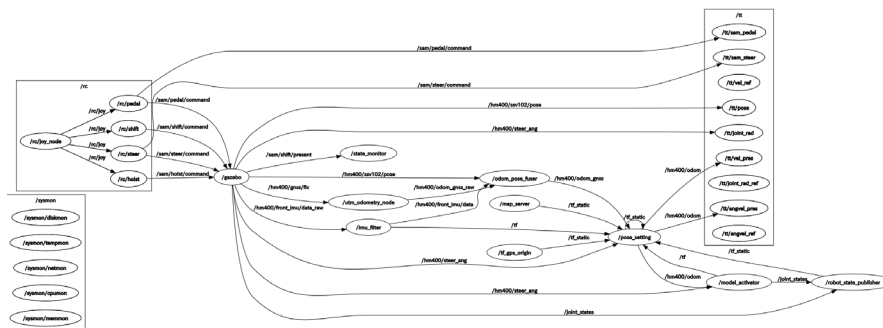 /rc
/rc/joy_node
/rc/joy
/rc/joy
/rc/joy
/rc/joy
/rc/pedal
/rc/shift
/rc/steer
/rc/hoist
/sysmon
/sysmon/diskmon
/sysmon/tempmon
/sysmon/netmon
/sysmon/cpumon
/sysmon/memmon
/sam/pedal/command
/sam/steer/command
/sam/pedal/command
/sam/shift/command
/sam/steer/command
/sam/hoist/command
/gazebo
/hm400/ssv102/pose
/hm400/steer_ang
/sam/shift/present
/state_monitor
/hm400/ssv102/pose
/hm400/gnss/fix
/hm400/front_imu/data_raw
/utm_odometry_node
/hm400/odom_gnss_raw
/hm400/front_imu/data
/imu_filter
/odom_pose_fuser
/hm400/odom_gnss
/map_server
/tf_static
/tf_static
/tf
/tf_gps_origin
/tf_static
/pose_setting
/hm400/steer_ang
/hm400/steer_ang
/joint_states
/hm400/odom
/hm400/odom
/tf
/hm400/odom
/model_activator
/joint_states
/tf_static
/robot_state_publisher
/tt
/tt/sam_pedal
/tt/sam_steer
/tt/vel_ref
/tt/pose
/tt/joint_rad
/tt/vel_pres
/tt/joint_rad_ref
/tt/angvel_pres
/tt/angvel_ref